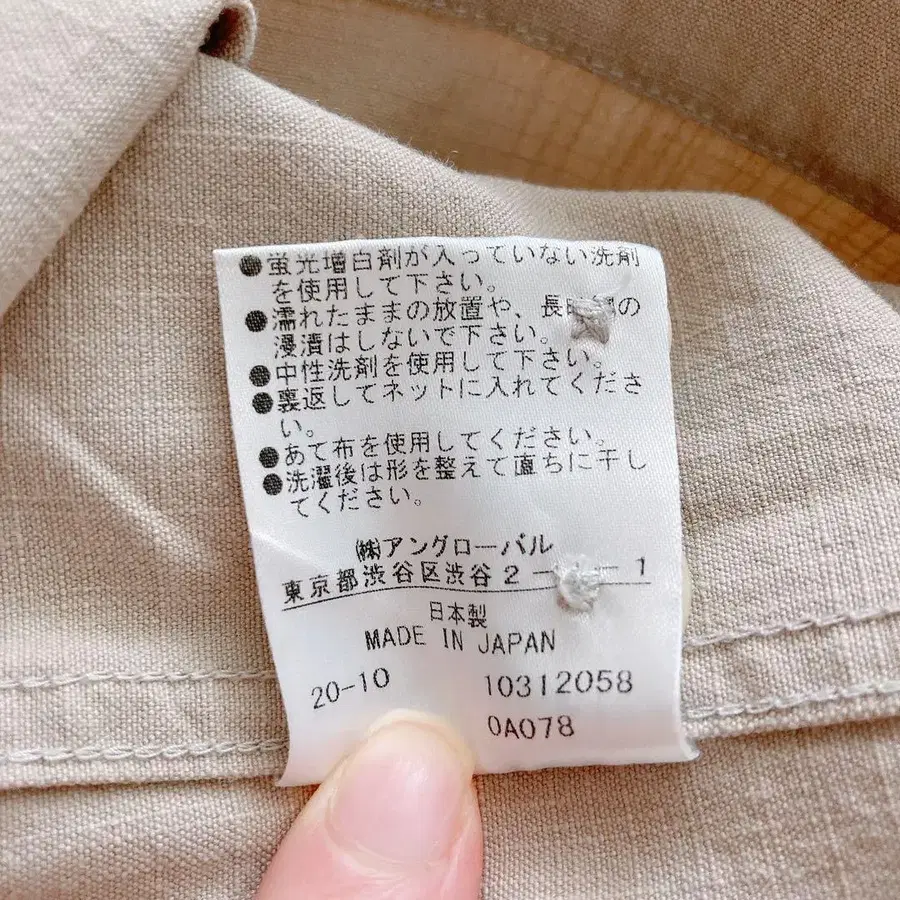 ●蛍光増白剤が入っていない洗剤
を使用して下さい。
●濡れたままの放置や、長時間の
浸漬はしないで下さい。
●中性洗剤を使用して下さい。
●裏返してネットに入れてくださ
い。
●あて布を使用してください。
●洗濯後は形を整えて直ちに干し
てください。
㈱アングローバル
東京都渋谷区渋谷2 1
日本製
MADE IN JAPAN
20-10 10312058
0A078